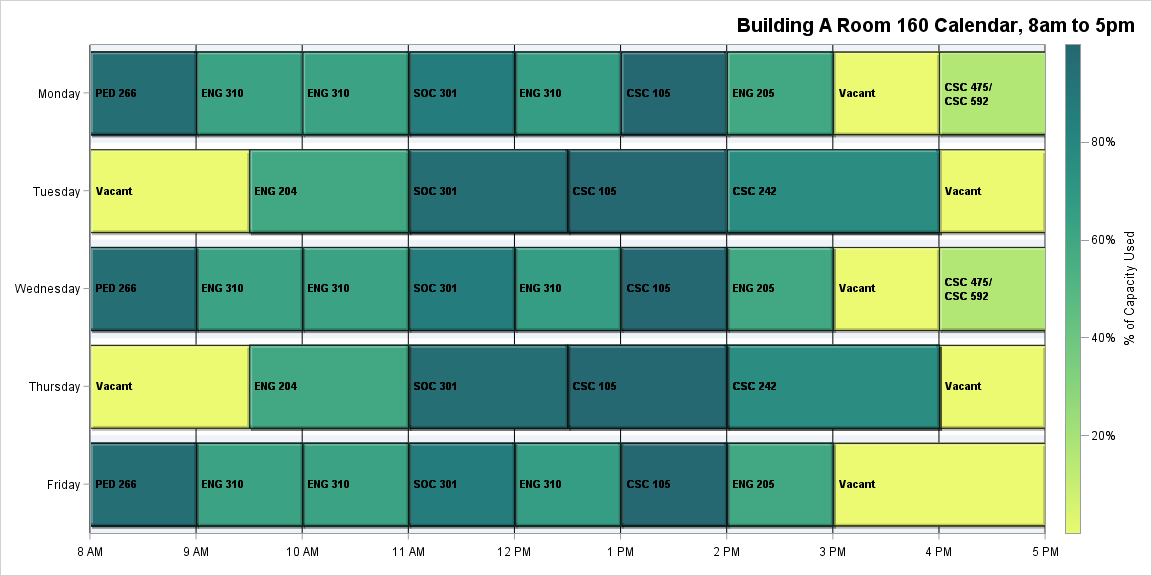 Building A Room 160 Calendar, 8am to 5pm
Monday
PED 266
ENG 310
ENG 310
SOC 301
ENG 310
CSC 105
ENG 205
Vacant
CSC 475/
CSC 592
Tuesday
Vacant
ENG 204
SOC 301
CSC 105
CSC 242
Vacant
Wednesday
PED 266
ENG 310
ENG 310
SOC 301
ENG 310
CSC 105
ENG 205
Vacant
CSC 475/
CSC 592
Thursday
Vacant
ENG 204
SOC 301
CSC 105
CSC 242
Vacant
Friday
PED 266
ENG 310
ENG 310
SOC 301
ENG 310
CSC 105
ENG 205
Vacant
8 AM
9 AM
10 AM
11 AM
12 PM
1 PM
2 PM
3 PM
4 PM
5 PM
80%
60%
40%
20%
% of Capacity Used